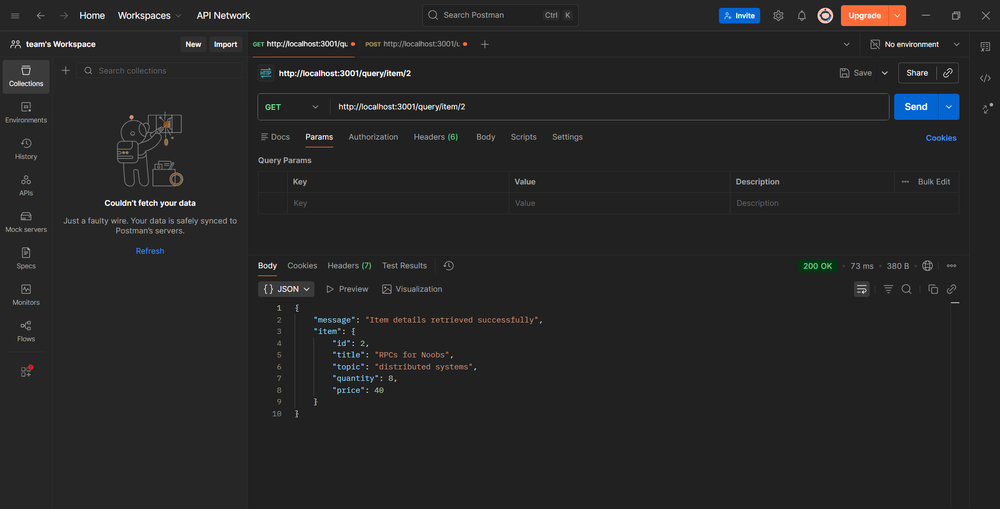 Home Workspaces API Network Search Postman Ctrl K Invite Upgrade
team's Workspace New Import
GET http://localhost:3001/qu POST http://localhost:3001/u No environment
Collections
Environments
History
APIs
Mock servers
Specs
Monitors
Flows
Search collections
Couldn't fetch your data
Just a faulty wire. Your data is safely synced to
Postman's servers.
Refresh
HTTP http://localhost:3001/query/item/2 Save Share
GET http://localhost:3001/query/item/2 Send
Docs Params Authorization Headers (6) Body Scripts Settings Cookies
Query Params
Key Value Description Bulk Edit
Key Value Description
Body Cookies Headers (7) Test Results 200 OK • 73 ms • 380 B
{} JSON Preview Visualization
1 {
2 "message": "Item details retrieved successfully",
3 "item": {
4 "id": 2,
5 "title": "RPCs for Noobs",
6 "topic": "distributed systems",
7 "quantity": 8,
8 "price": 40
9 }
10 }